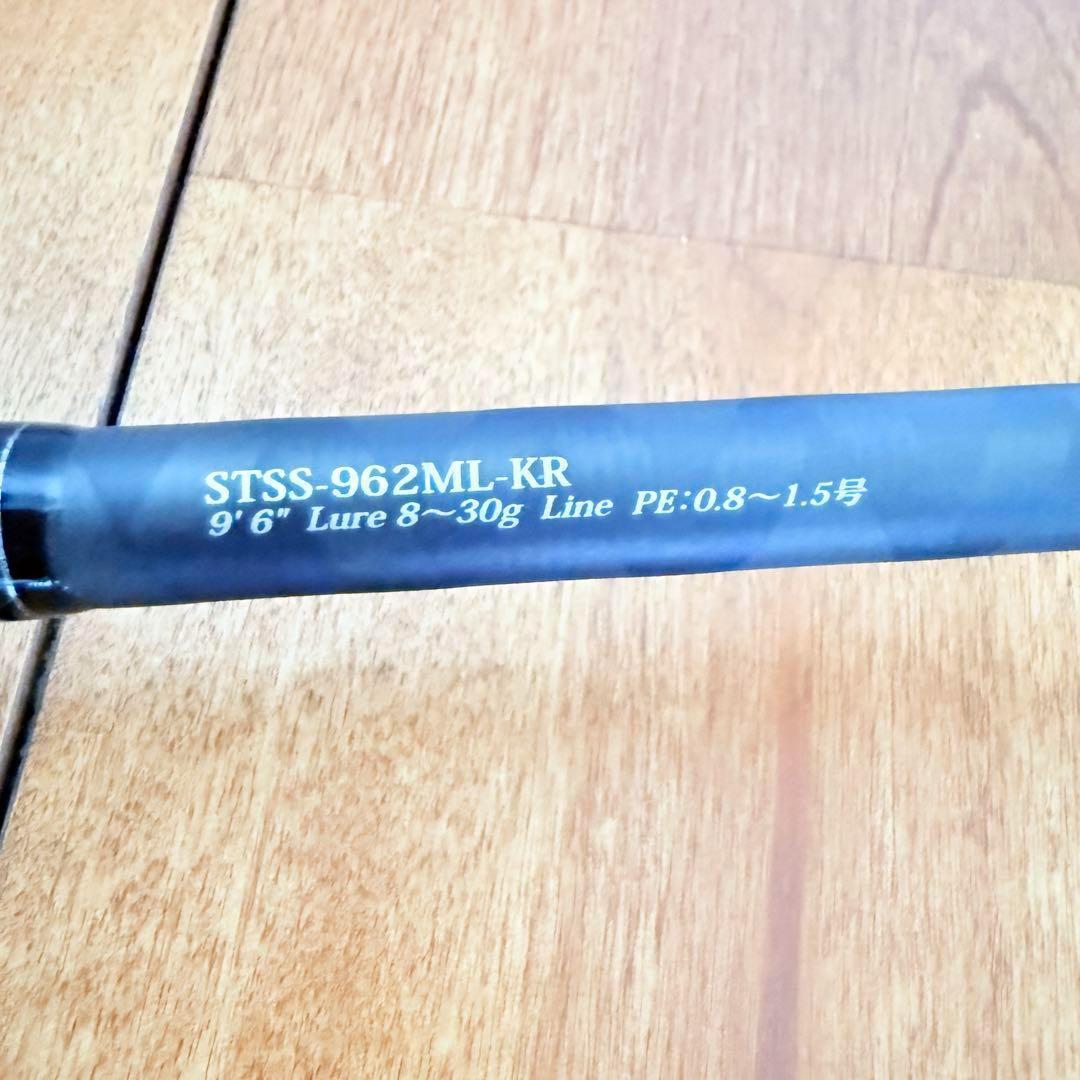 STSS-962ML-KR
9' 6" Lure 8～30g Line PE:0.8～1.5号